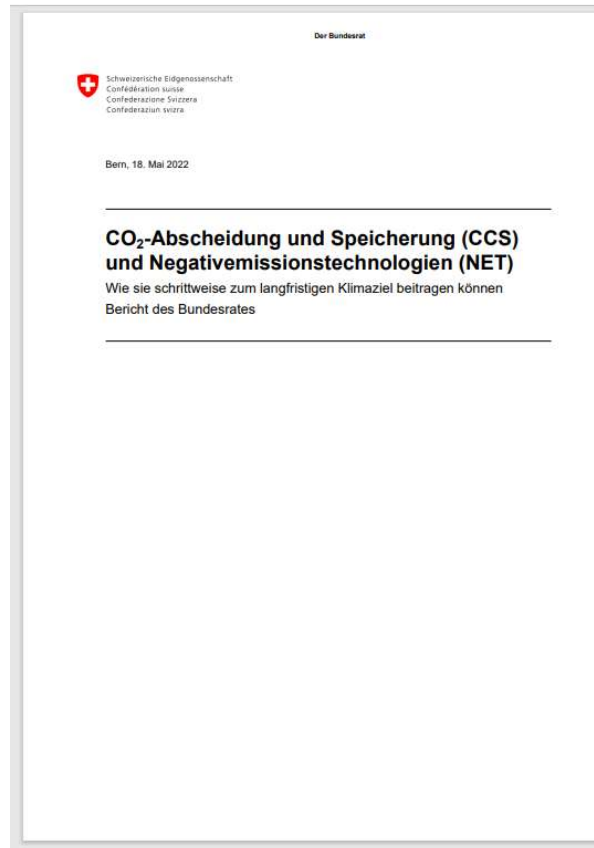 Der Bundesrat
Schweizerische Eidgenossenschaft
Confédération suisse
Confederazione Svizzera
Confederaziun svizra
Bern, 18. Mai 2022
CO₂-Abscheidung und Speicherung (CCS)
und Negativemissionstechnologien (NET)
Wie sie schrittweise zum langfristigen Klimaziel beitragen können
Bericht des Bundesrates